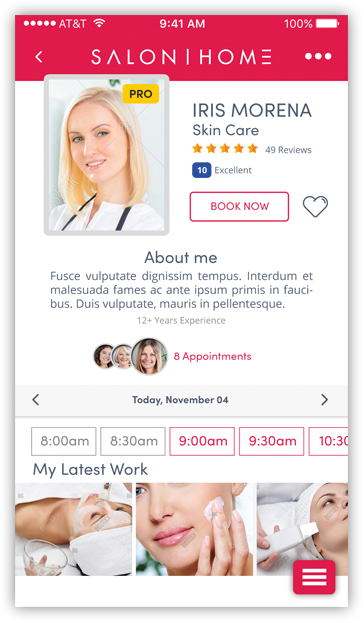 AT&T 9:41 AM 100%
SALON|HOME
PRO
IRIS MORENA
Skin Care
49 Reviews
10 Excellent
BOOK NOW
About me
Fusce vulputate dignissim tempus. Interdum et
malesuada fames ac ante ipsum primis in fauci-
bus. Duis vulputate, mauris in pellentesque.
12+ Years Experience
8 Appointments
Today, November 04
8:00am 8:30am 9:00am 9:30am 10:30
My Latest Work